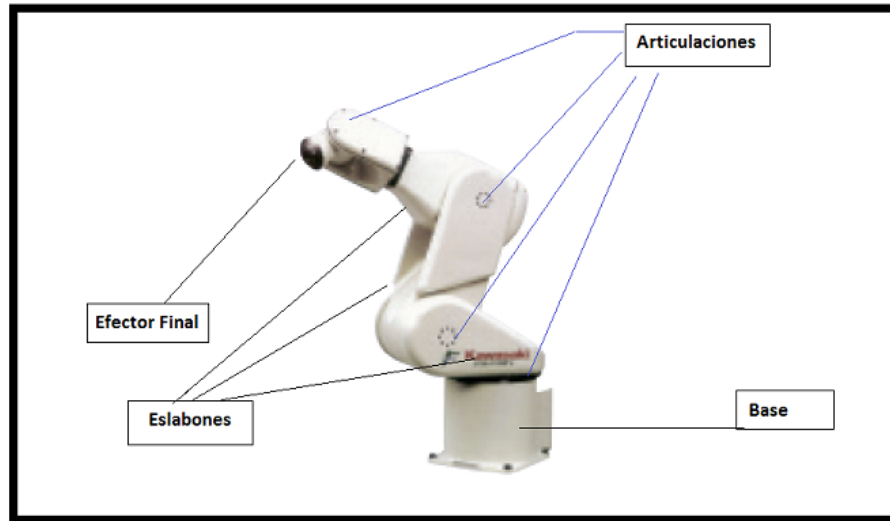 Articulaciones
Efector Final
Kawasaki
Eslabones
Base